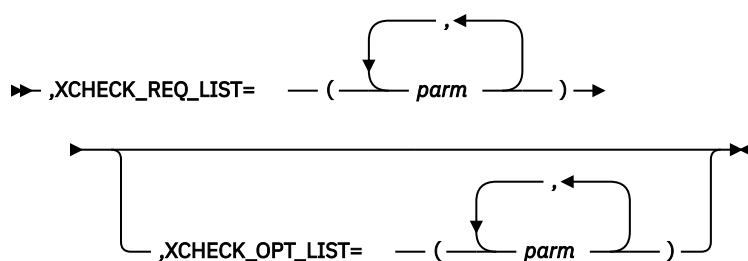 ,
,XCHECK_REQ_LIST= ( parm )
,
,XCHECK_OPT_LIST= ( parm )